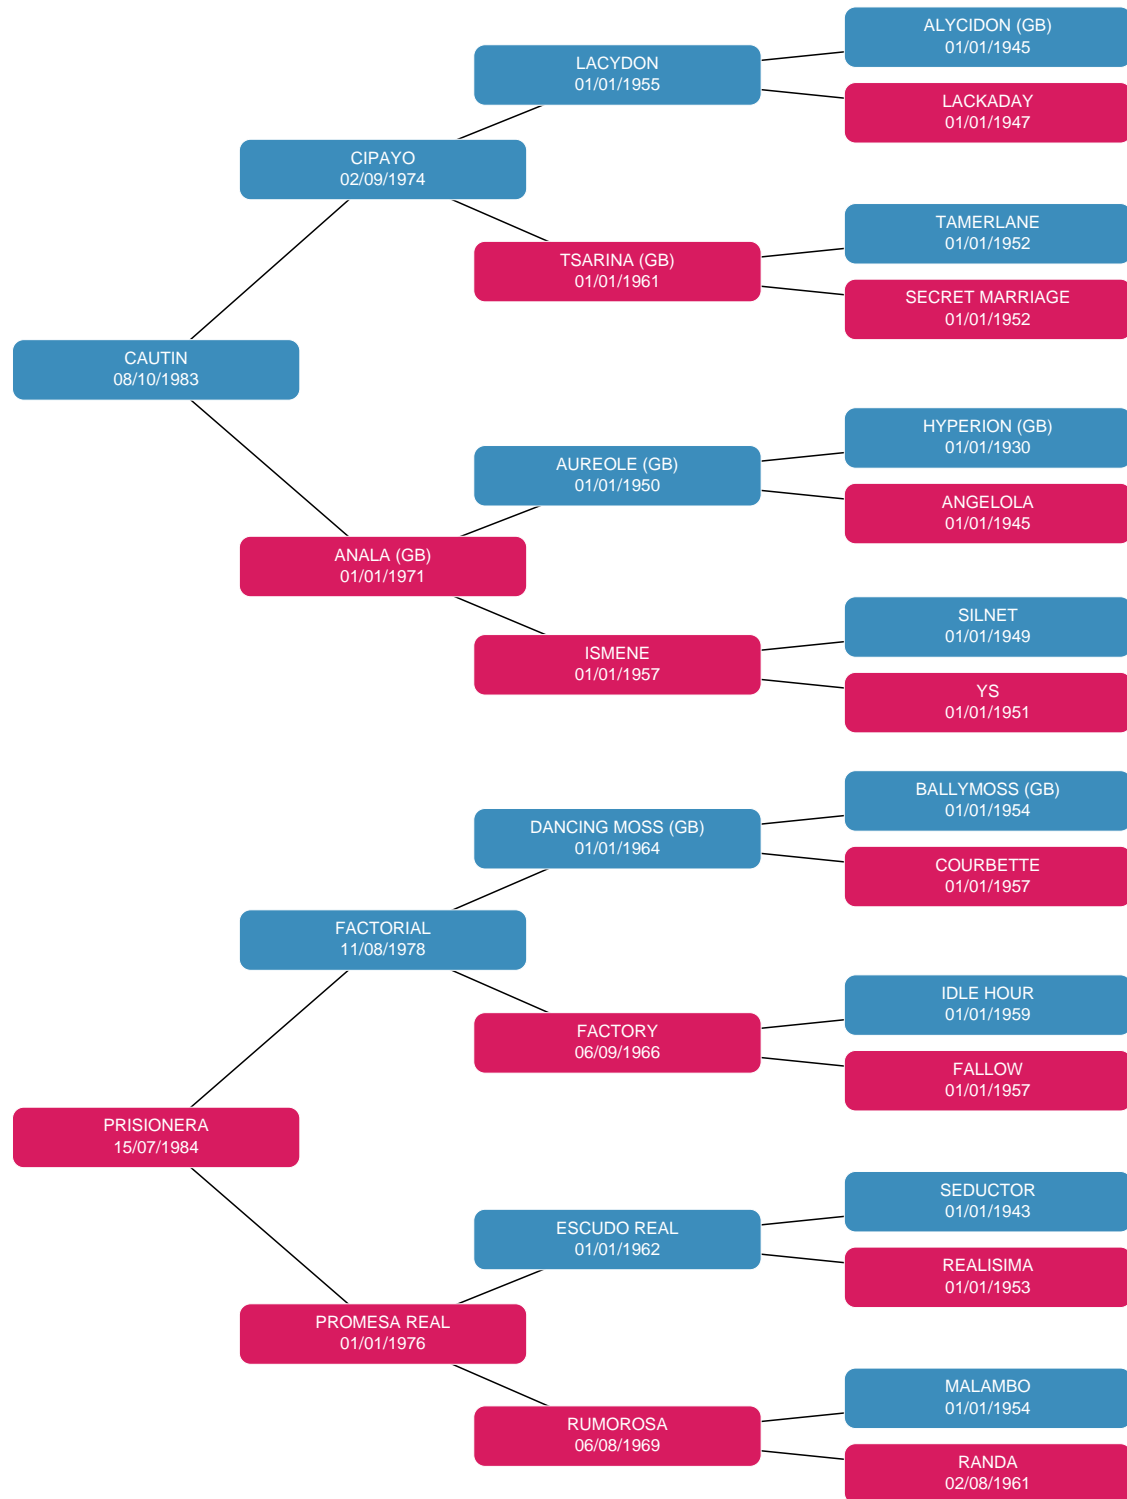 ALYCIDON (GB)
01/01/1945
LACYDON
01/01/1955
LACKADAY
01/01/1947
CIPAYO
02/09/1974
TAMERLANE
01/01/1952
TSARINA (GB)
01/01/1961
SECRET MARRIAGE
01/01/1952
CAUTIN
08/10/1983
HYPERION (GB)
01/01/1930
AUREOLE (GB)
01/01/1950
ANGELOLA
01/01/1945
ANALA (GB)
01/01/1971
SILNET
01/01/1949
ISMENE
01/01/1957
YS
01/01/1951
BALLYMOSS (GB)
01/01/1954
DANCING MOSS (GB)
01/01/1964
COURBETTE
01/01/1957
FACTORIAL
11/08/1978
IDLE HOUR
01/01/1959
FACTORY
06/09/1966
FALLOW
01/01/1957
PRISIONERA
15/07/1984
SEDUCTOR
01/01/1943
ESCUDO REAL
01/01/1962
REALISIMA
01/01/1953
PROMESA REAL
01/01/1976
MALAMBO
01/01/1954
RUMOROSA
06/08/1969
RANDA
02/08/1961